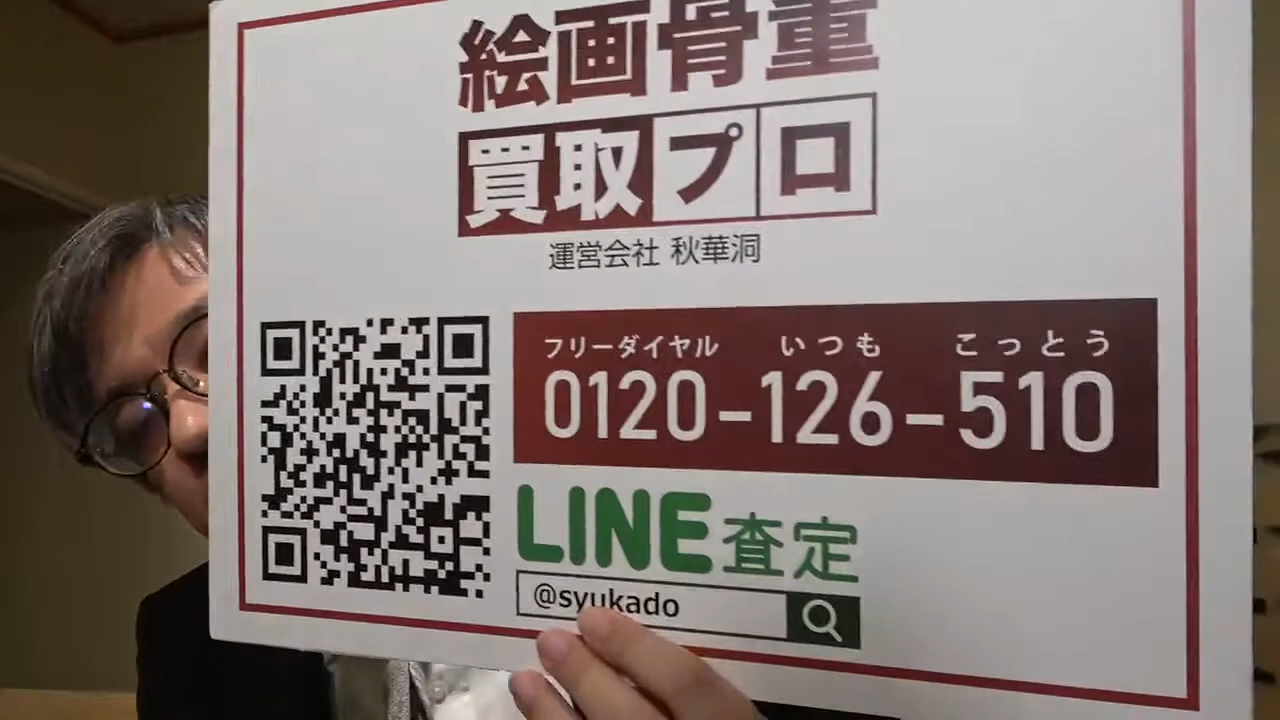 絵画骨董
買取プロ
運営会社 秋華洞
フリーダイヤル いつも こっとう
0120-126-510
LINE査定
@syukado